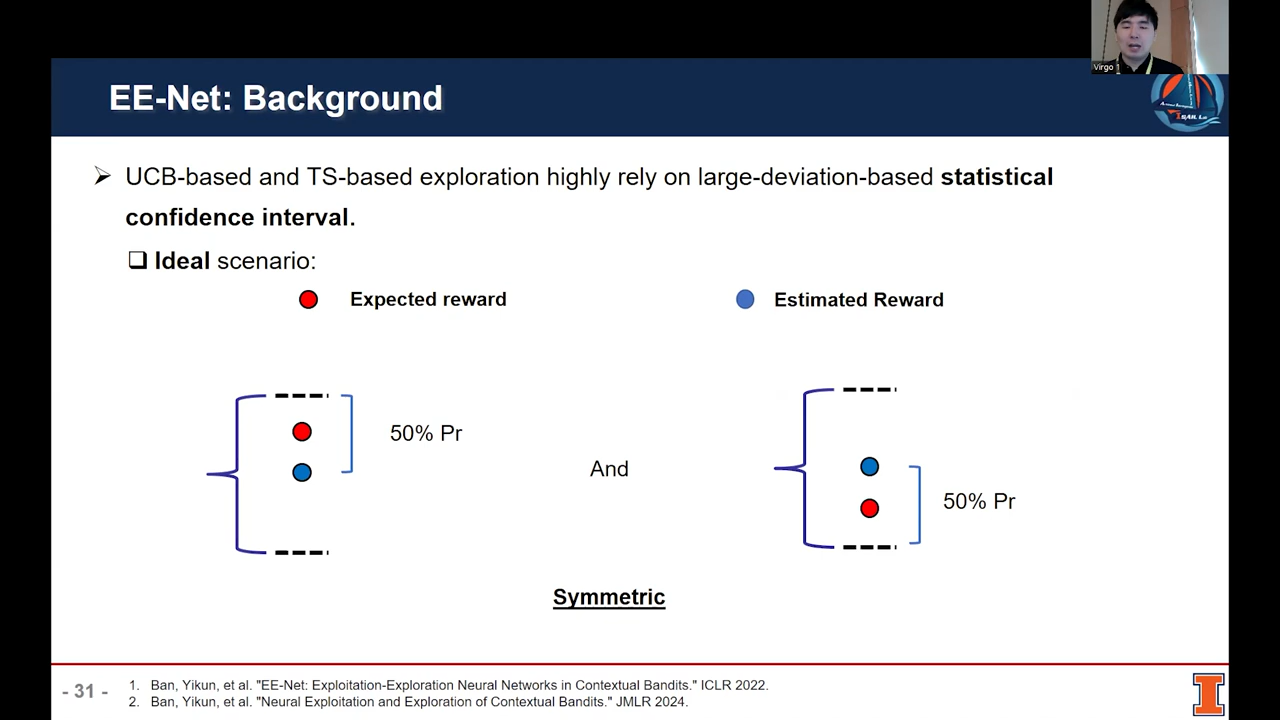 Virgo
EE-Net: Background
UCB-based and TS-based exploration highly rely on large-deviation-based statistical
confidence interval.
Ideal scenario:
Expected reward
Estimated Reward
50% Pr
And
50% Pr
Symmetric
- 31 -
1. Ban, Yikun, et al. "EE-Net: Exploitation-Exploration Neural Networks in Contextual Bandits." ICLR 2022.
2. Ban, Yikun, et al. "Neural Exploitation and Exploration of Contextual Bandits." JMLR 2024.